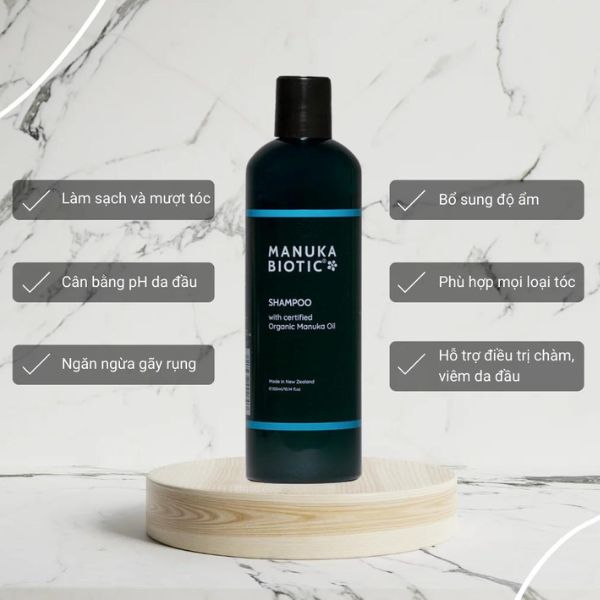 Làm sạch và mượt tóc
Cân bằng pH da đầu
Ngăn ngừa gãy rụng
MANUKA
BIOTIC®
SHAMPOO
with certified
Organic Manuka Oil
Made in New Zealand
Bổ sung độ ẩm
Phù hợp mọi loại tóc
Hỗ trợ điều trị chàm,
viêm da đầu